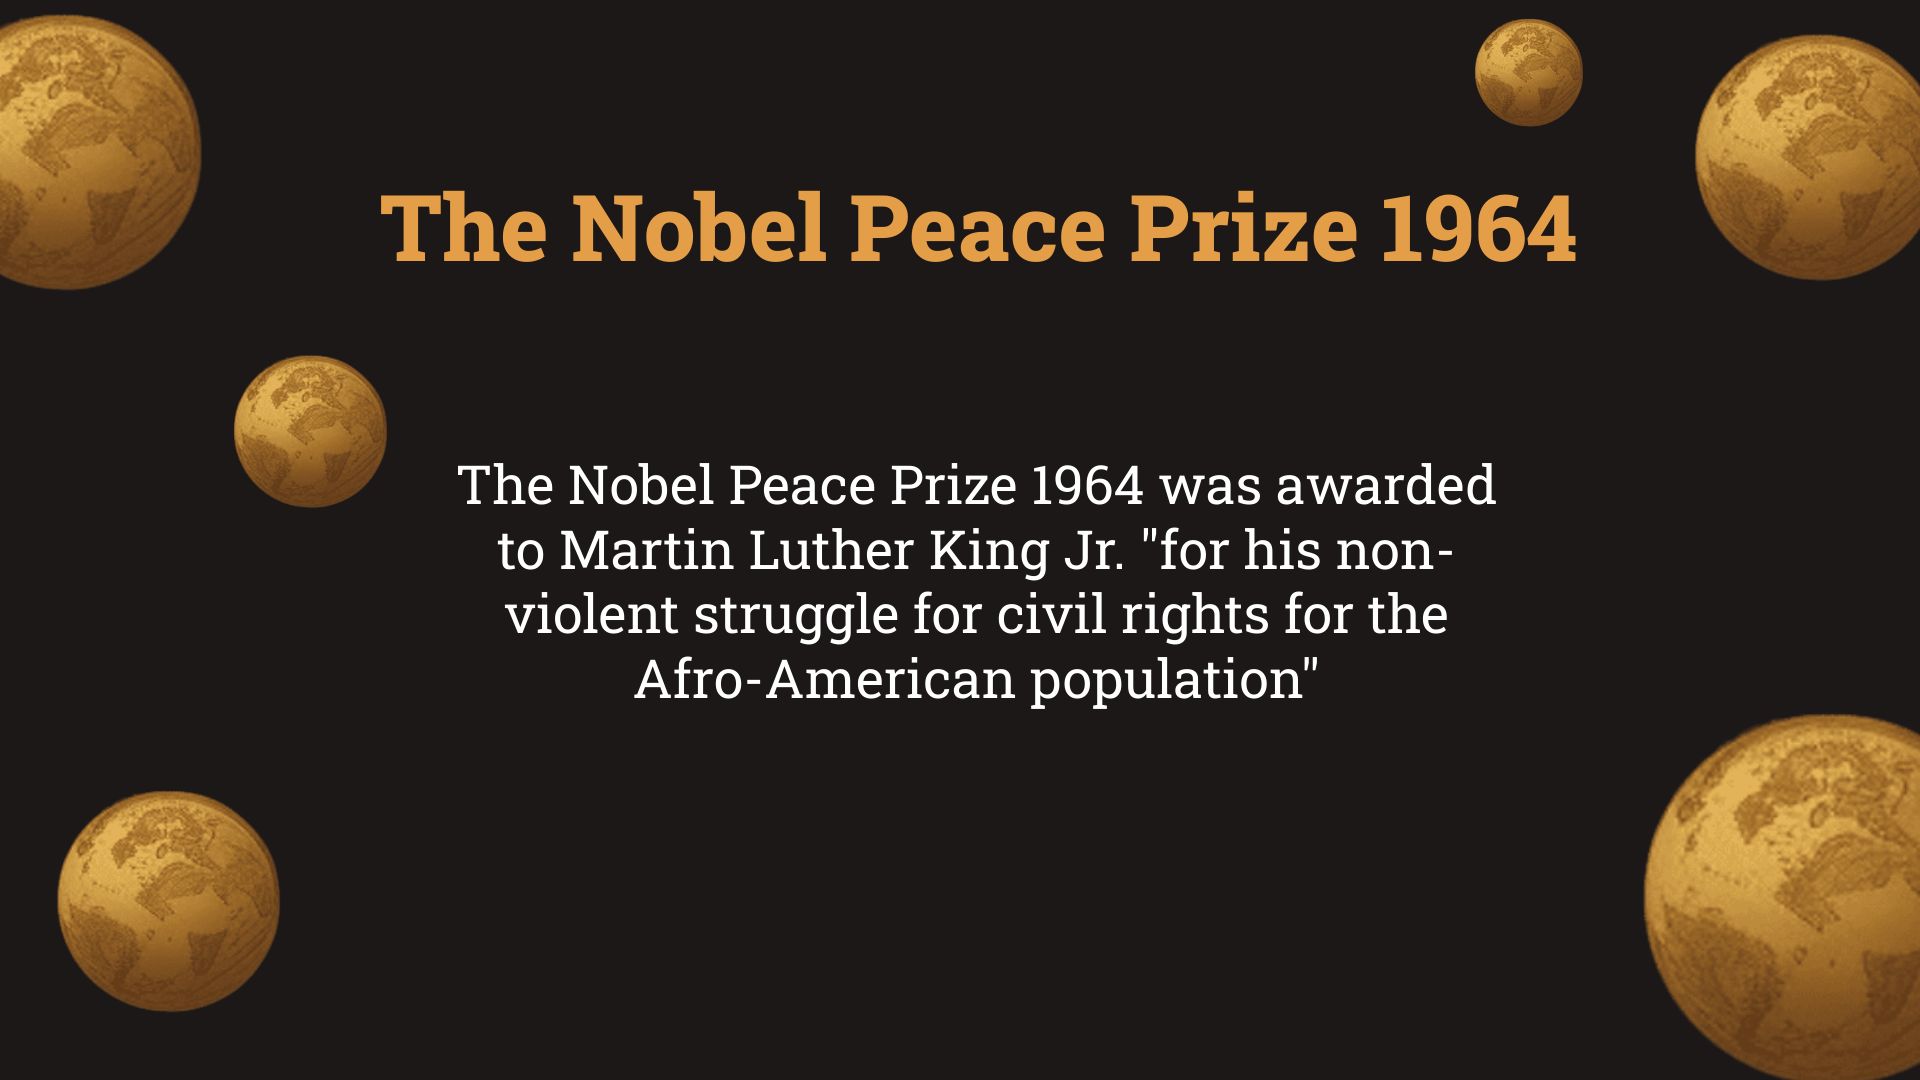 The Nobel Peace Prize 1964
The Nobel Peace Prize 1964 was awarded
to Martin Luther King Jr. "for his non-
violent struggle for civil rights for the
Afro-American population"